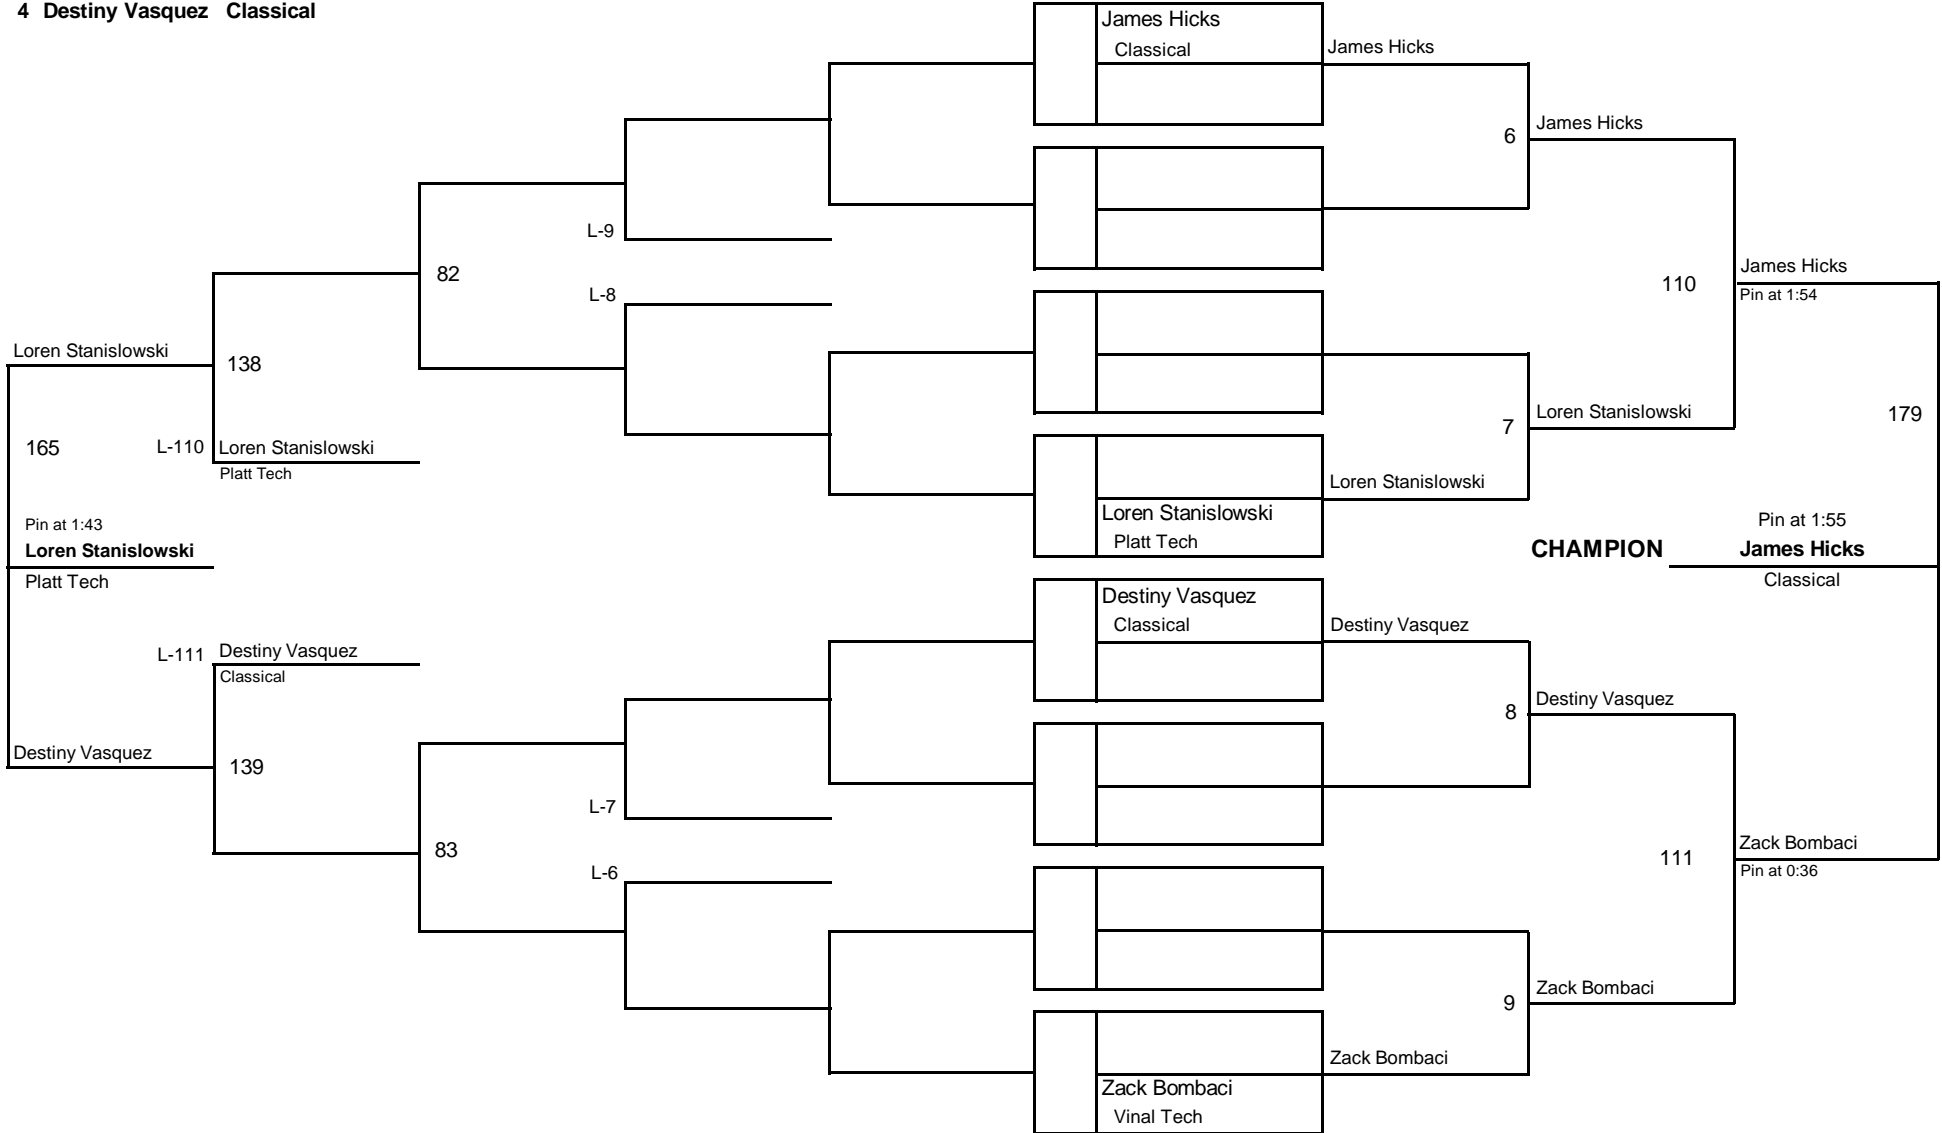 4 Destiny Vasquez Classical
James Hicks
Classical
James Hicks
6
James Hicks
L-9
82
L-8
110
James Hicks
Pin at 1:54
Loren Stanislowski
138
165
L-110
Loren Stanislowski
Platt Tech
7
Loren Stanislowski
179
Loren Stanislowski
Loren Stanislowski
Platt Tech
Pin at 1:43
Loren Stanislowski
Platt Tech
Pin at 1:55
CHAMPION
James Hicks
Classical
Destiny Vasquez
Classical
Destiny Vasquez
L-111
Destiny Vasquez
Classical
8
Destiny Vasquez
Destiny Vasquez
139
L-7
83
L-6
111
Zack Bombaci
Pin at 0:36
9
Zack Bombaci
Zack Bombaci
Zack Bombaci
Vinal Tech